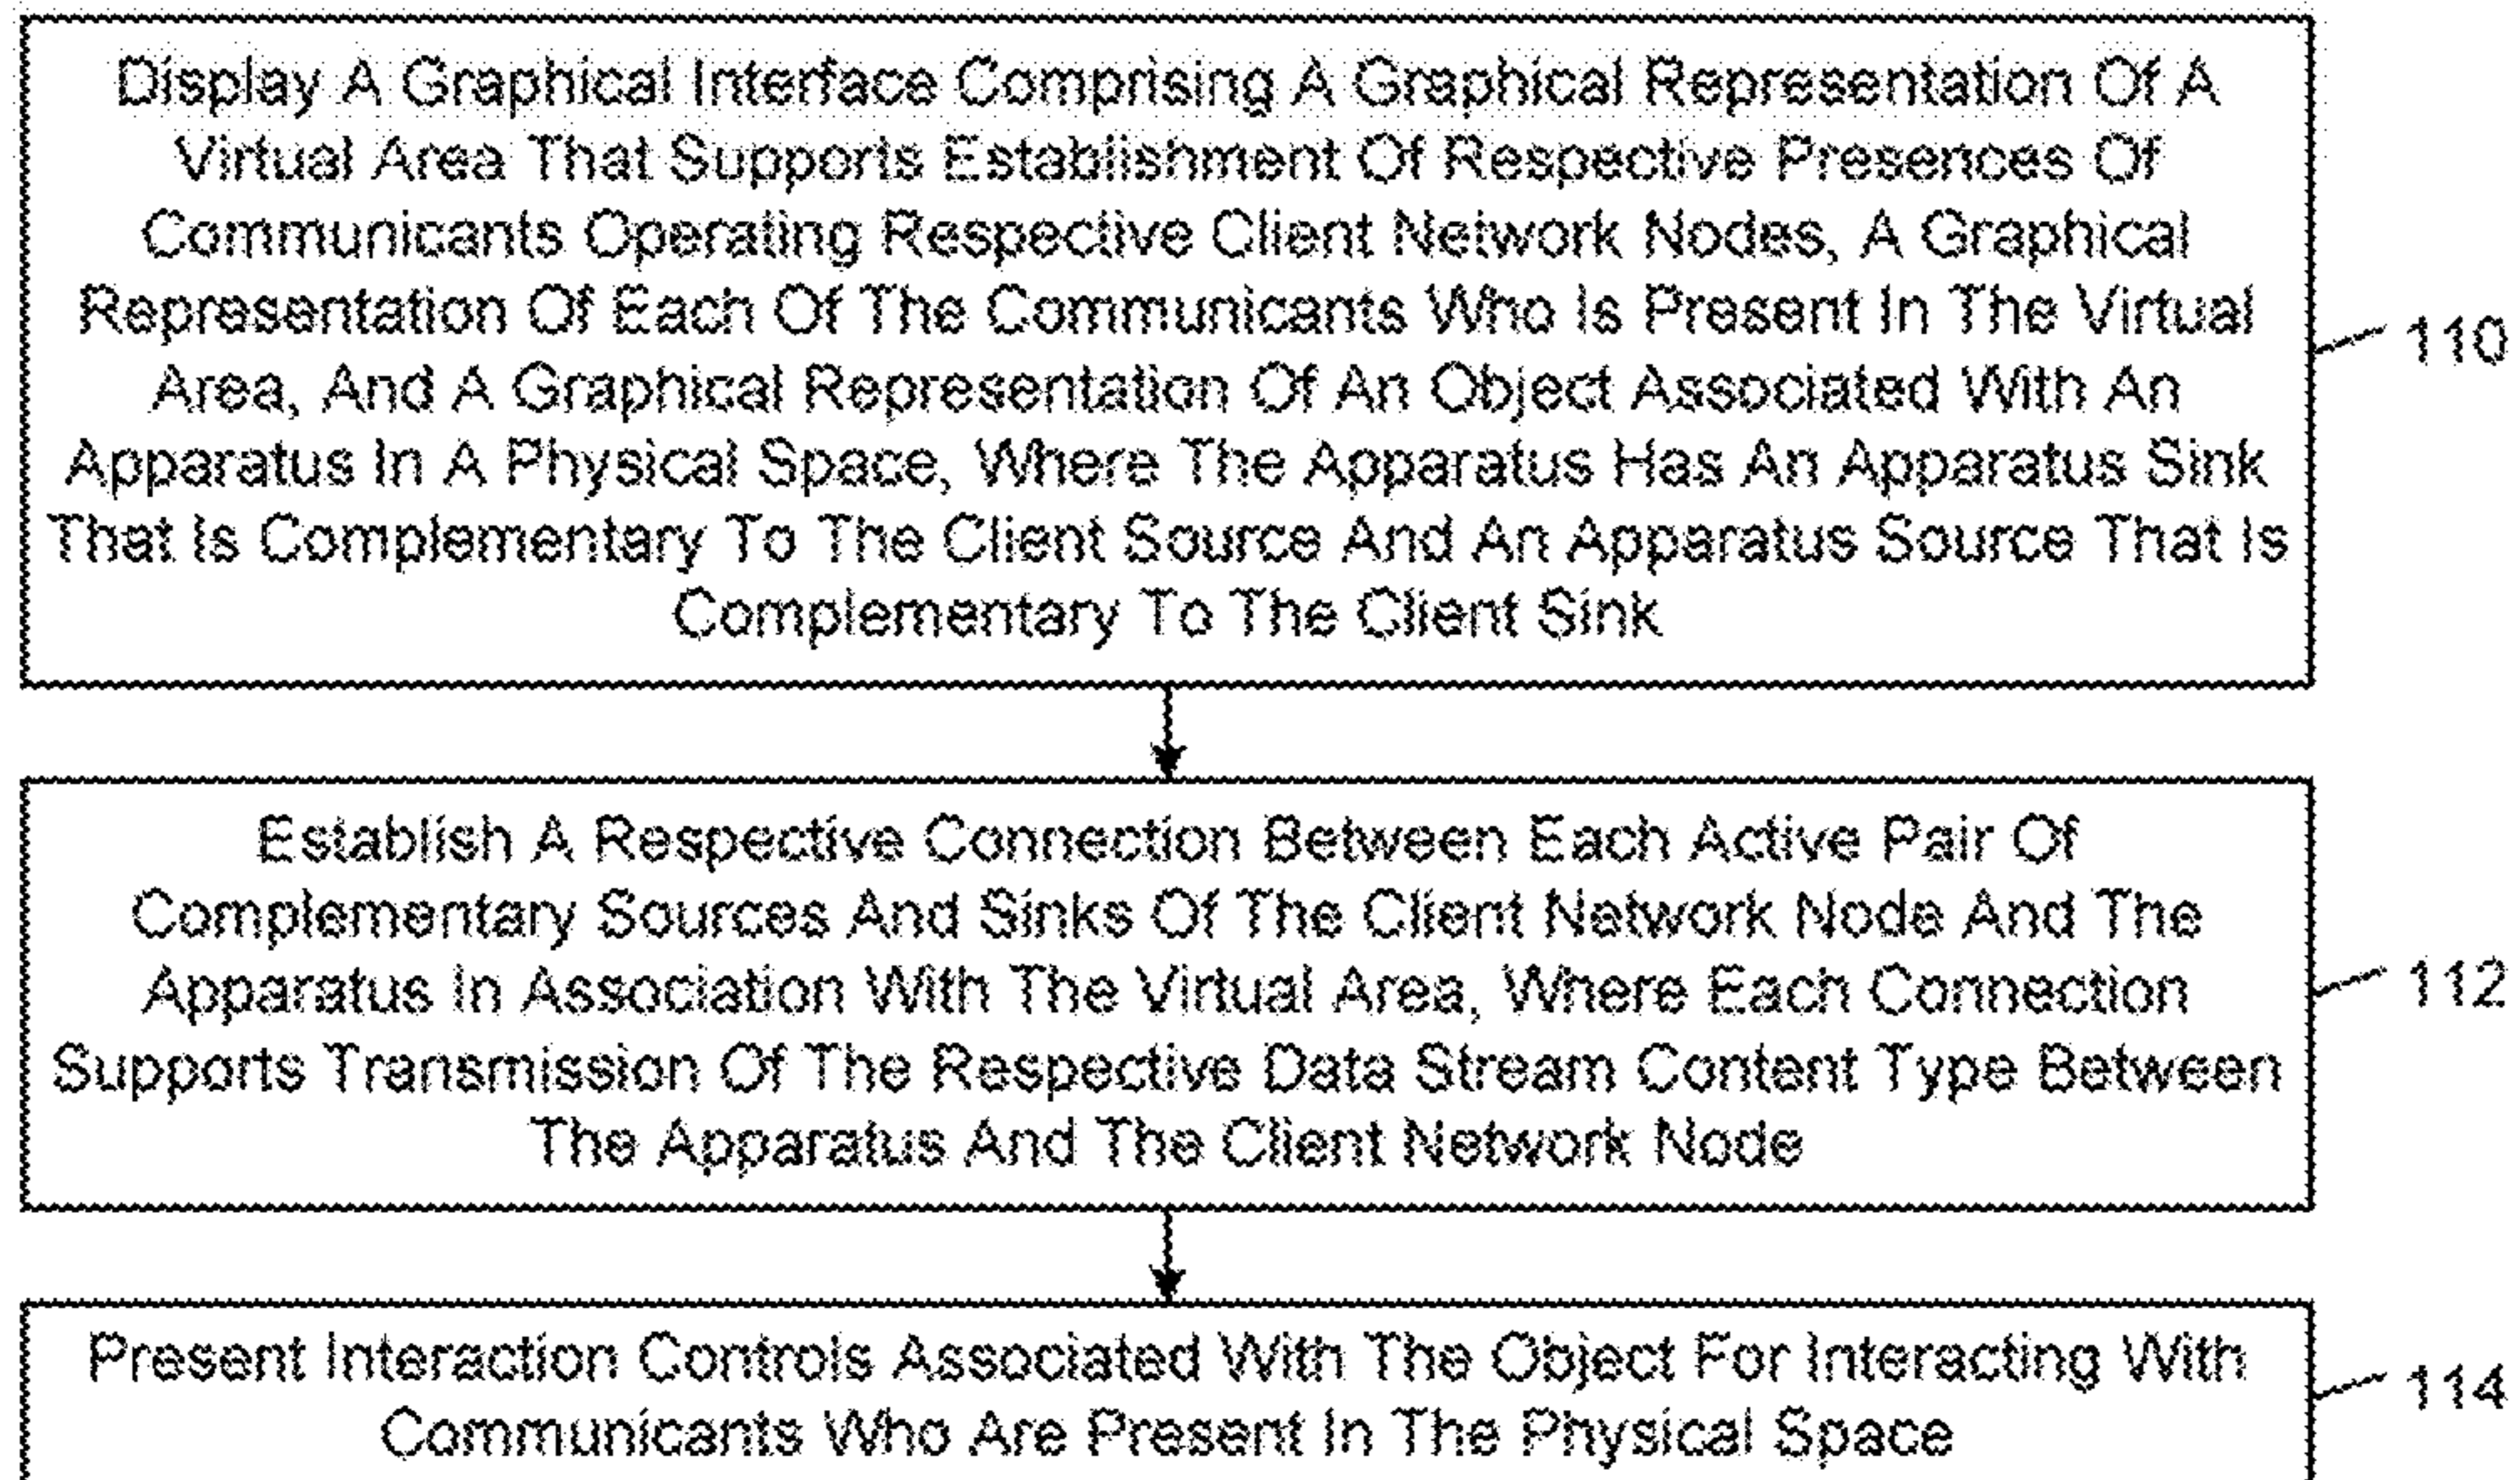 Display A Graphical Interface Comprising A Graphical Representation Of A
Virtual Area That Supports Establishment Of Respective Presences Of
Communicants Operating Respective Client Network Nodes, A Graphical
Representation Of Each Of The Communicants Who Is Present In The Virtual
Area, And A Graphical Representation Of An Object Associated With An
Apparatus In A Physical Space, Where The Apparatus Has An Apparatus Sink
That Is Complementary To The Client Source And An Apparatus Source That Is
Complementary To The Client Sink
110
Establish A Respective Connection Between Each Active Pair Of
Complementary Sources And Sinks Of The Client Network Node And The
Apparatus In Association With The Virtual Area, Where Each Connection
Supports Transmission Of The Respective Data Stream Content Type Between
The Apparatus And The Client Network Node
112
Present Interaction Controls Associated With The Object For Interacting With
Communicants Who Are Present In The Physical Space
114